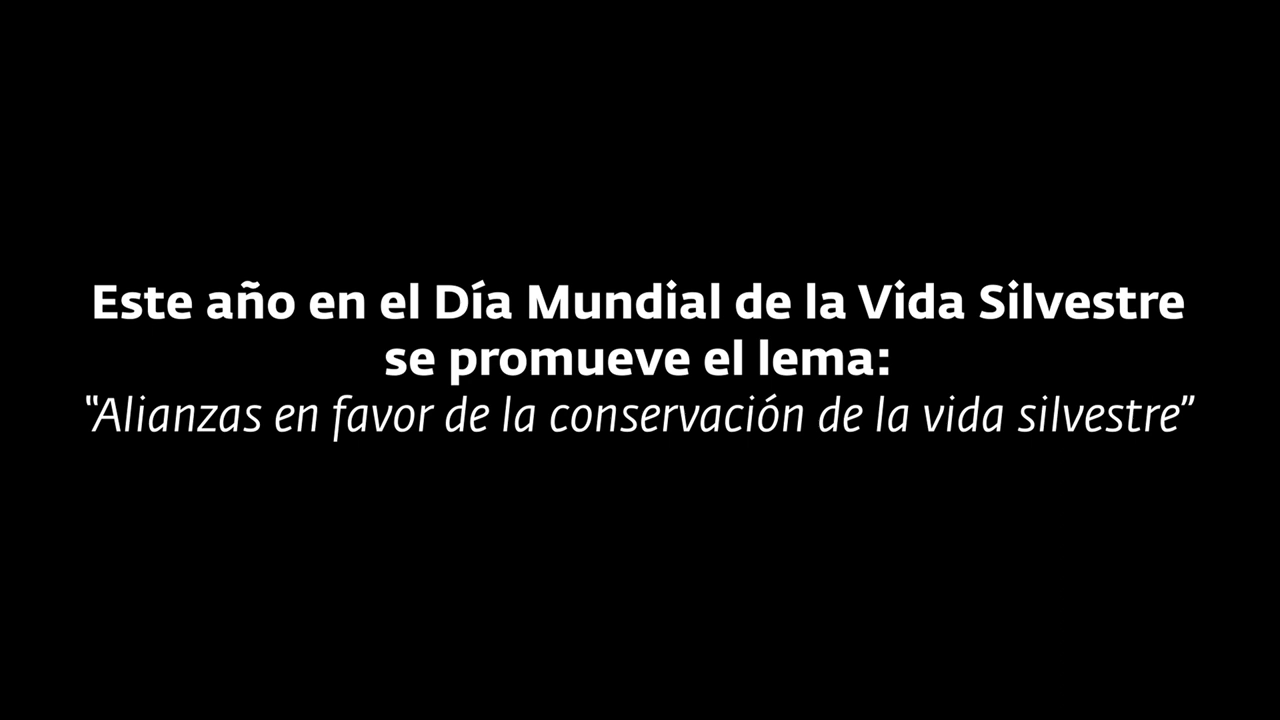 Este año en el Día Mundial de la Vida Silvestre
se promueve el lema:
“Alianzas en favor de la conservación de la vida silvestre”